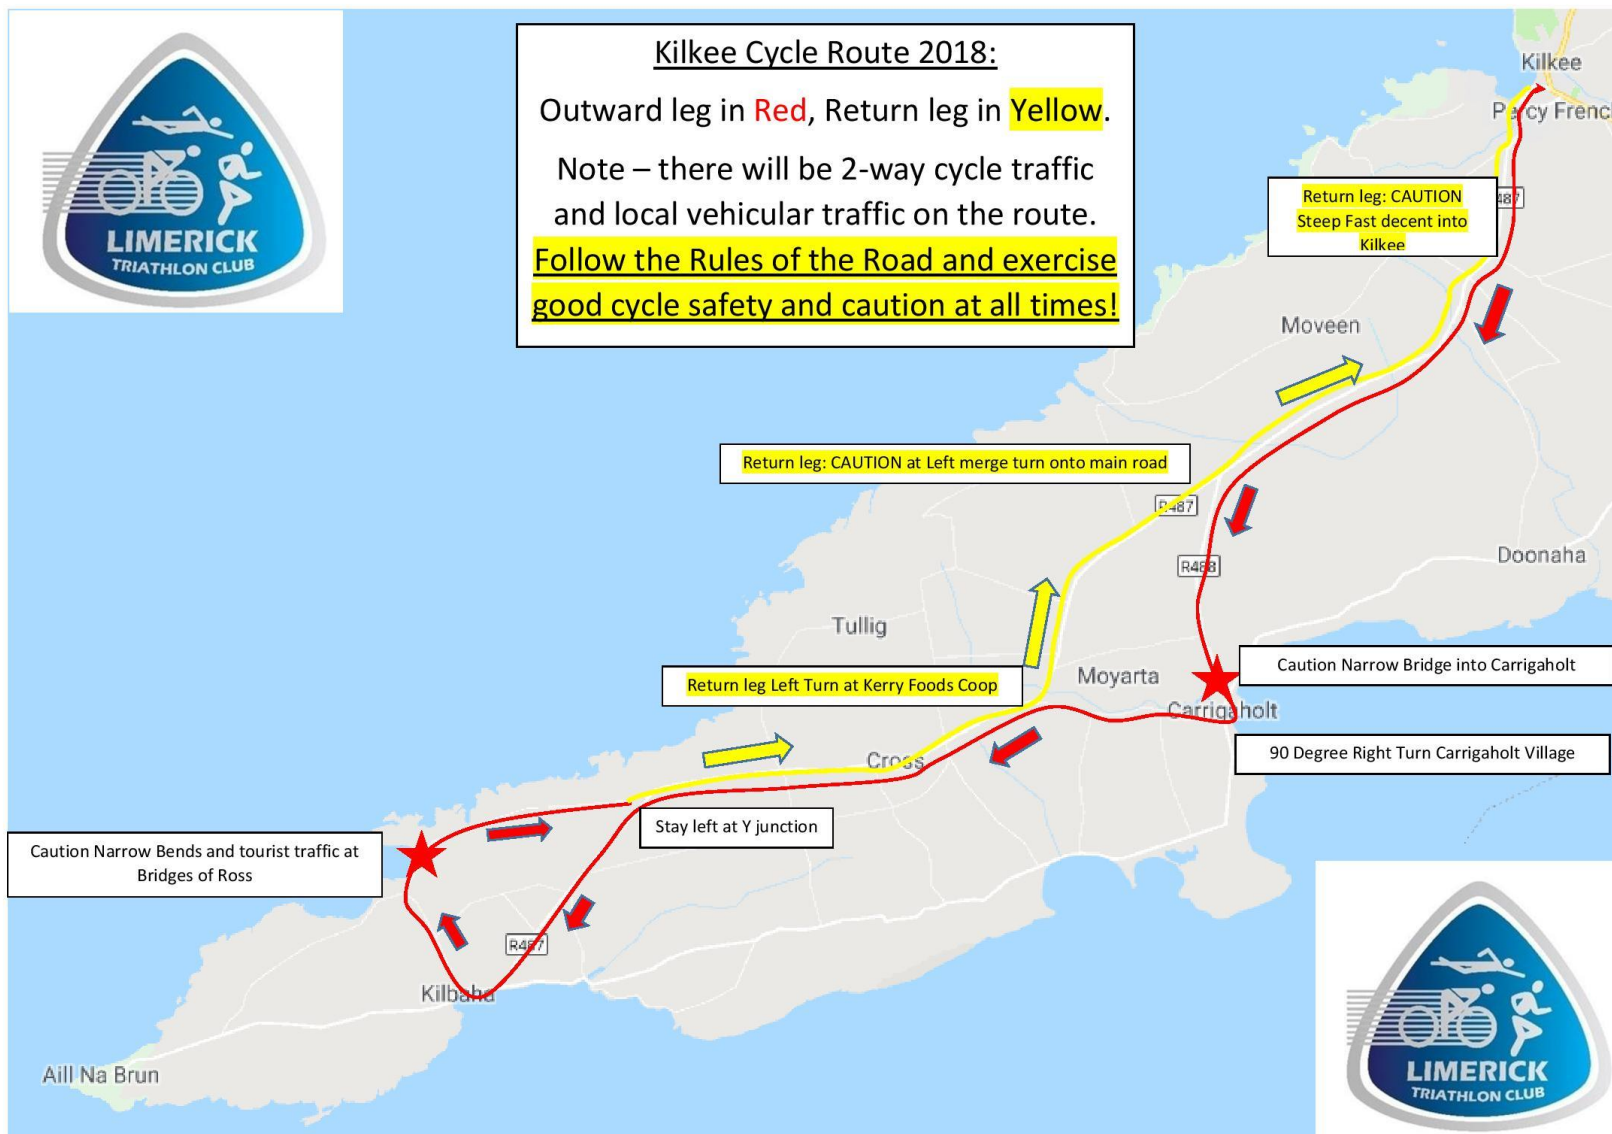 LIMERICK
TRIATHLON CLUB
Kilkee Cycle Route 2018:
Outward leg in Red, Return leg in Yellow.
Note – there will be 2-way cycle traffic
and local vehicular traffic on the route.
Follow the Rules of the Road and exercise
good cycle safety and caution at all times!
Kilkee
Percy Frenc
Return leg: CAUTION
Steep Fast decent into
Kilkee
487
Moveen
Return leg: CAUTION at Left merge turn onto main road
R487
Doonaha
R488
Tullig
Caution Narrow Bridge into Carrigaholt
Moyarta
Return leg Left Turn at Kerry Foods Coop
Carrigaholt
90 Degree Right Turn Carrigaholt Village
Cross
Stay left at Y junction
Caution Narrow Bends and tourist traffic at
Bridges of Ross
R487
Kilbaha
Aill Na Brun
LIMERICK
TRIATHLON CLUB